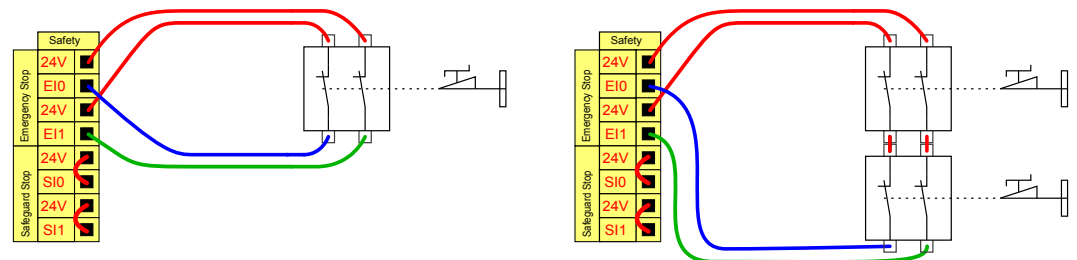 Safety
Emergency Stop
24V
EI0
24V
EI1
Safeguard Stop
24V
SI0
24V
SI1
Safety
Emergency Stop
24V
EI0
24V
EI1
Safeguard Stop
24V
SI0
24V
SI1